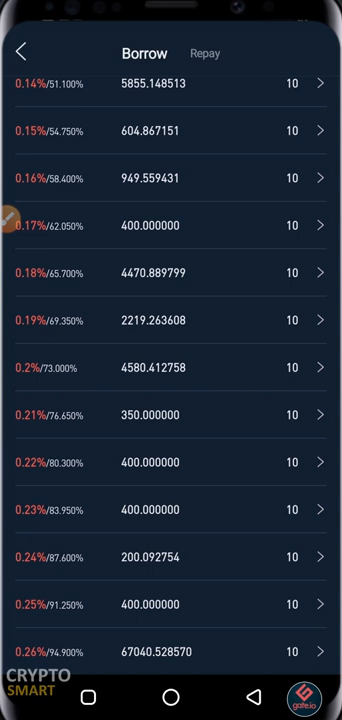 Borrow Repay
0.14%/51.100% 5855.148513 10
0.15%/54.750% 604.867151 10
0.16%/58.400% 949.559431 10
0.17%/62.050% 400.000000 10
0.18%/65.700% 4470.889799 10
0.19%/69.350% 2219.263608 10
0.2%/73.000% 4580.412758 10
0.21%/76.650% 350.000000 10
0.22%/80.300% 400.000000 10
0.23%/83.950% 400.000000 10
0.24%/87.600% 200.092754 10
0.25%/91.250% 400.000000 10
0.26%/94.900% 67040.528570 10
CRYPTO
SMART
gate.io